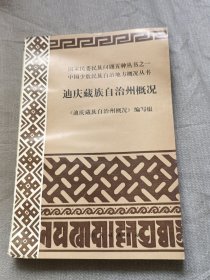 国家民委民族问题五种丛书之一
中国少数民族自治地方概况丛书
迪庆藏族自治州概况
《迪庆藏族自治州概况》编写组